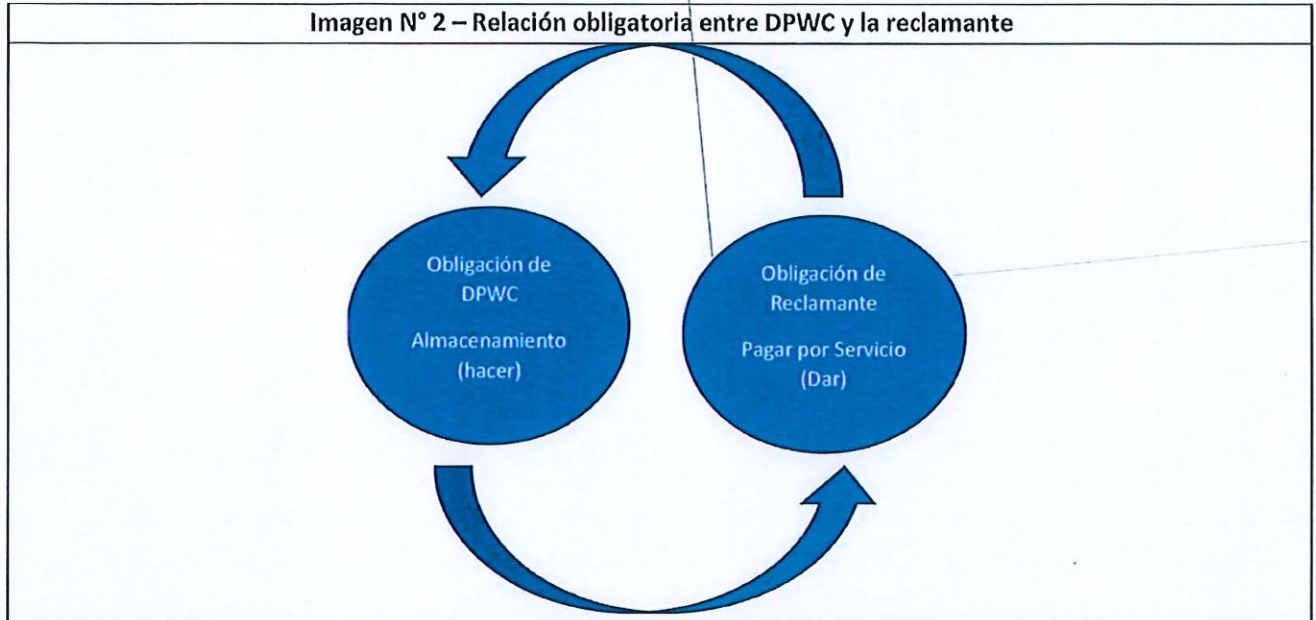 Imagen N° 2 – Relación obligatoria entre DPWC y la reclamante
Obligación de
DPWC
Almacenamiento
(hacer)
Obligación de
Reclamante
Pagar por Servicio
(Dar)